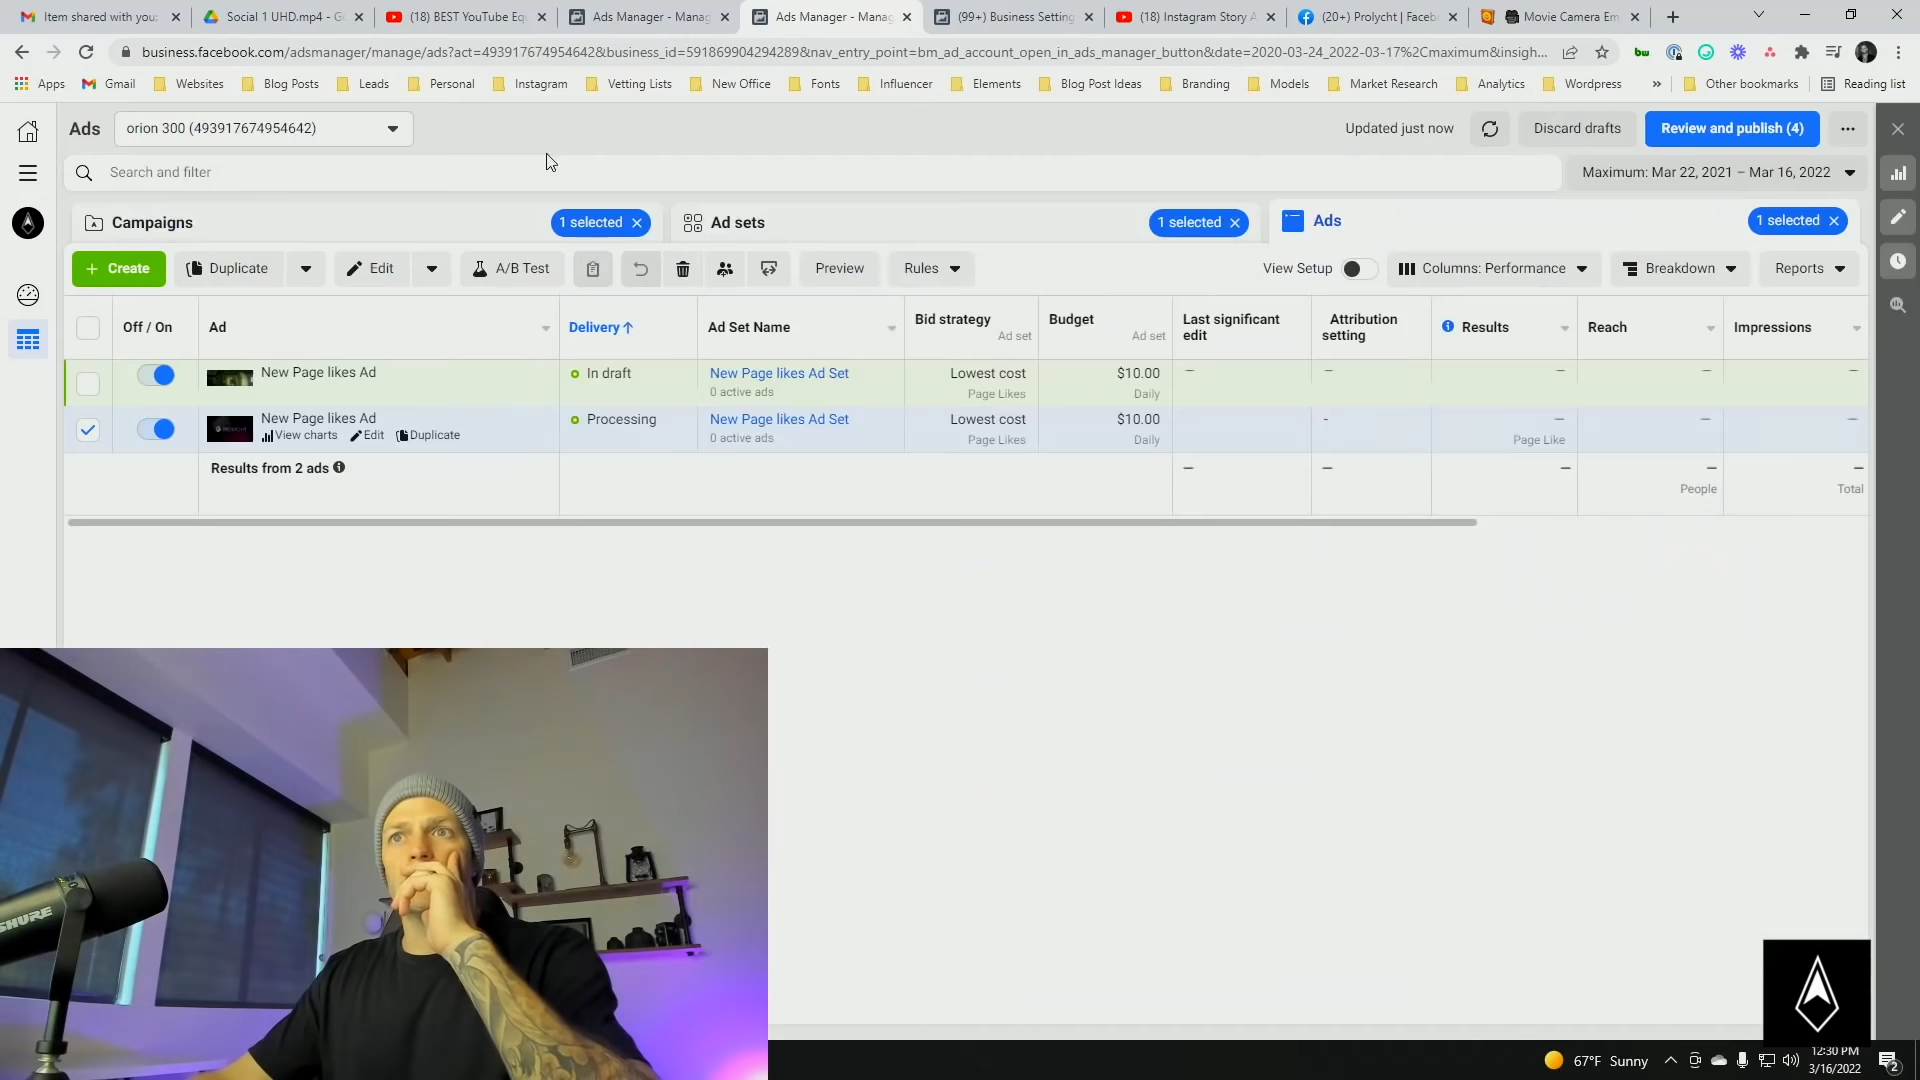 Item shared with you:
Social 1 UHD.mp4 - G
(18) BEST YouTube Eq
Ads Manager - Manag
Ads Manager - Manag
(99+) Business Setting
(18) Instagram Story A
(20+) Prolycht | Faceb
Movie Camera Em
business.facebook.com/adsmanager/manage/ads?act=493917674954642&business_id=591869904294289&nav_entry_point=bm_ad_account_open_in_ads_manager_button&date=2020-03-24_2022-03-17%2Cmaximum&insigh...
Apps
Gmail
Websites
Blog Posts
Leads
Personal
Instagram
Vetting Lists
New Office
Fonts
Influencer
Elements
Blog Post Ideas
Branding
Models
Market Research
Analytics
Wordpress
»
Other bookmarks
Reading list
Ads
orion 300 (493917674954642)
Updated just now
Discard drafts
Review and publish (4)
Search and filter
Maximum: Mar 22, 2021 – Mar 16, 2022
Campaigns
1 selected
Ad sets
1 selected
Ads
1 selected
+ Create
Duplicate
Edit
A/B Test
Preview
Rules
View Setup
Columns: Performance
Breakdown
Reports
Off / On
Ad
Delivery ↑
Ad Set Name
Bid strategy
Ad set
Budget
Ad set
Last significant
edit
Attribution
setting
Results
Reach
Impressions
New Page likes Ad
In draft
New Page likes Ad Set
0 active ads
Lowest cost
Page Likes
$10.00
Daily
—
—
—
—
—
New Page likes Ad
View charts
Edit
Duplicate
Processing
New Page likes Ad Set
0 active ads
Lowest cost
Page Likes
$10.00
Daily
-
—
Page Like
—
—
Results from 2 ads
—
—
—
—
People
—
Total
SHURE
67°F Sunny
12:30 PM
3/16/2022
2